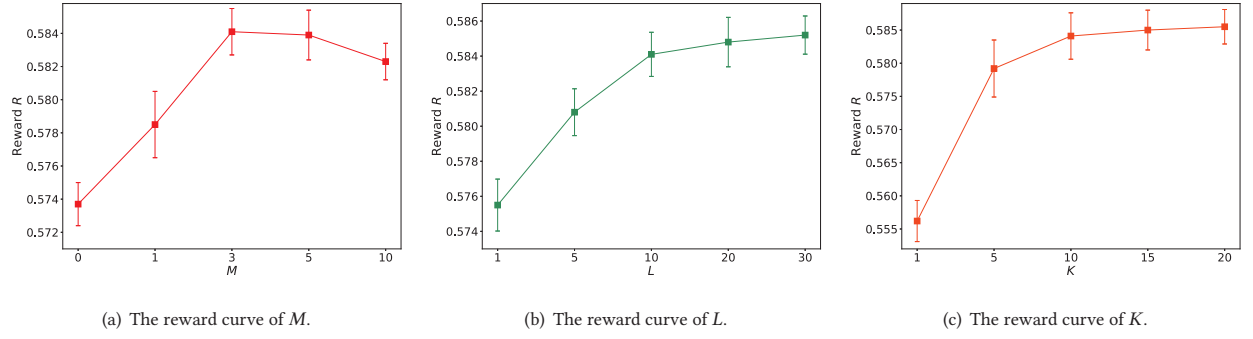 0.584
0.582
0.580
0.578
0.576
0.574
0.572
Reward R
0 1 3 5 10
M
0.586
0.584
0.582
0.580
0.578
0.576
0.574
Reward R
1 5 10 20 30
L
0.585
0.580
0.575
0.570
0.565
0.560
0.555
Reward R
1 5 10 15 20
K
(a) The reward curve of M.
(b) The reward curve of L.
(c) The reward curve of K.